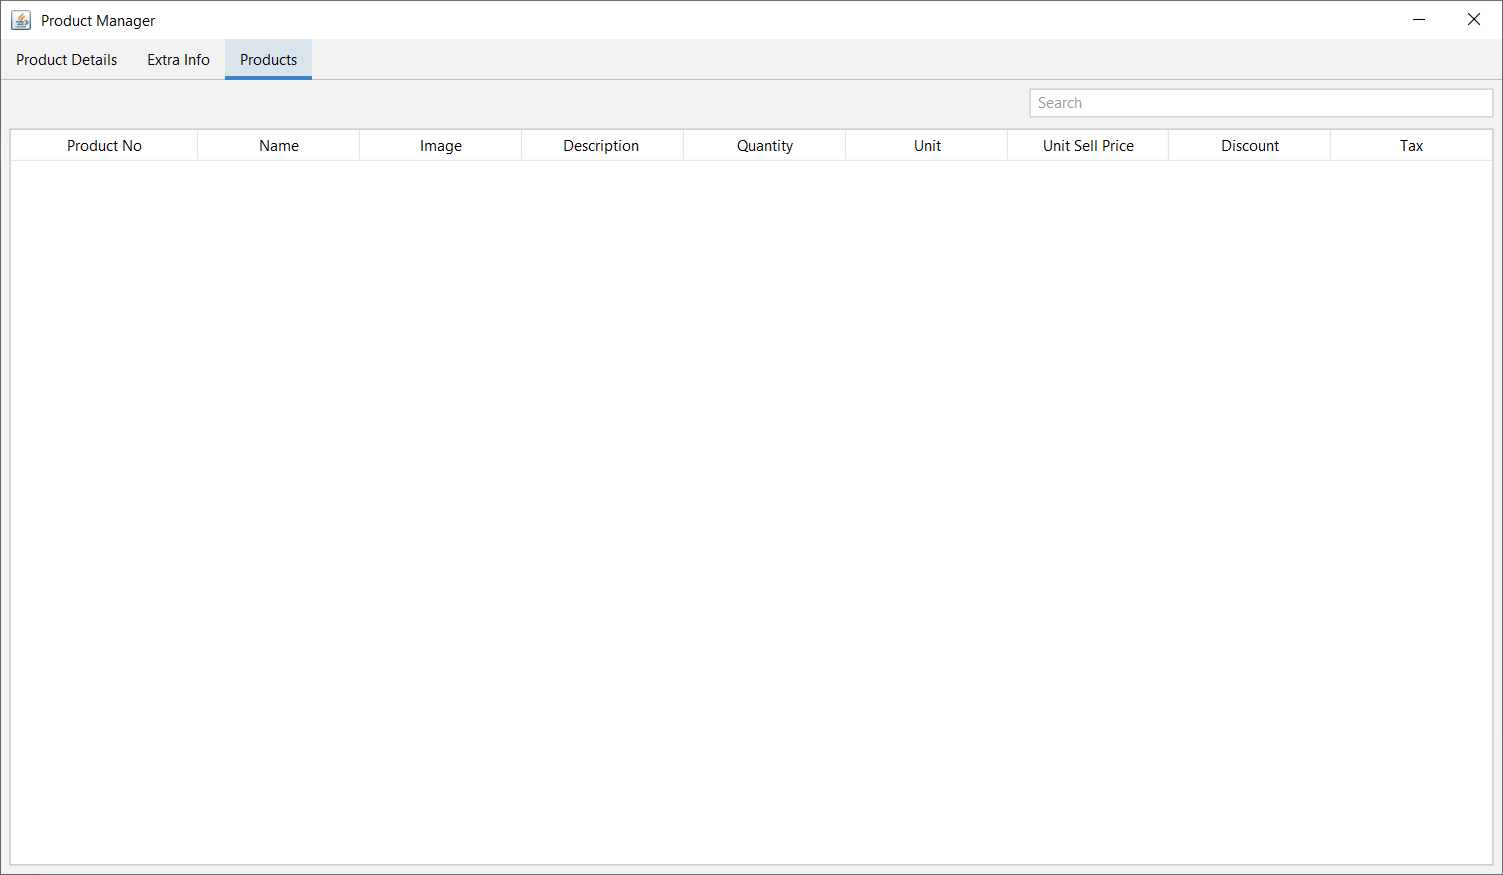 Product Manager
Product Details Extra Info Products
Search
Product No Name Image Description Quantity Unit Unit Sell Price Discount Tax